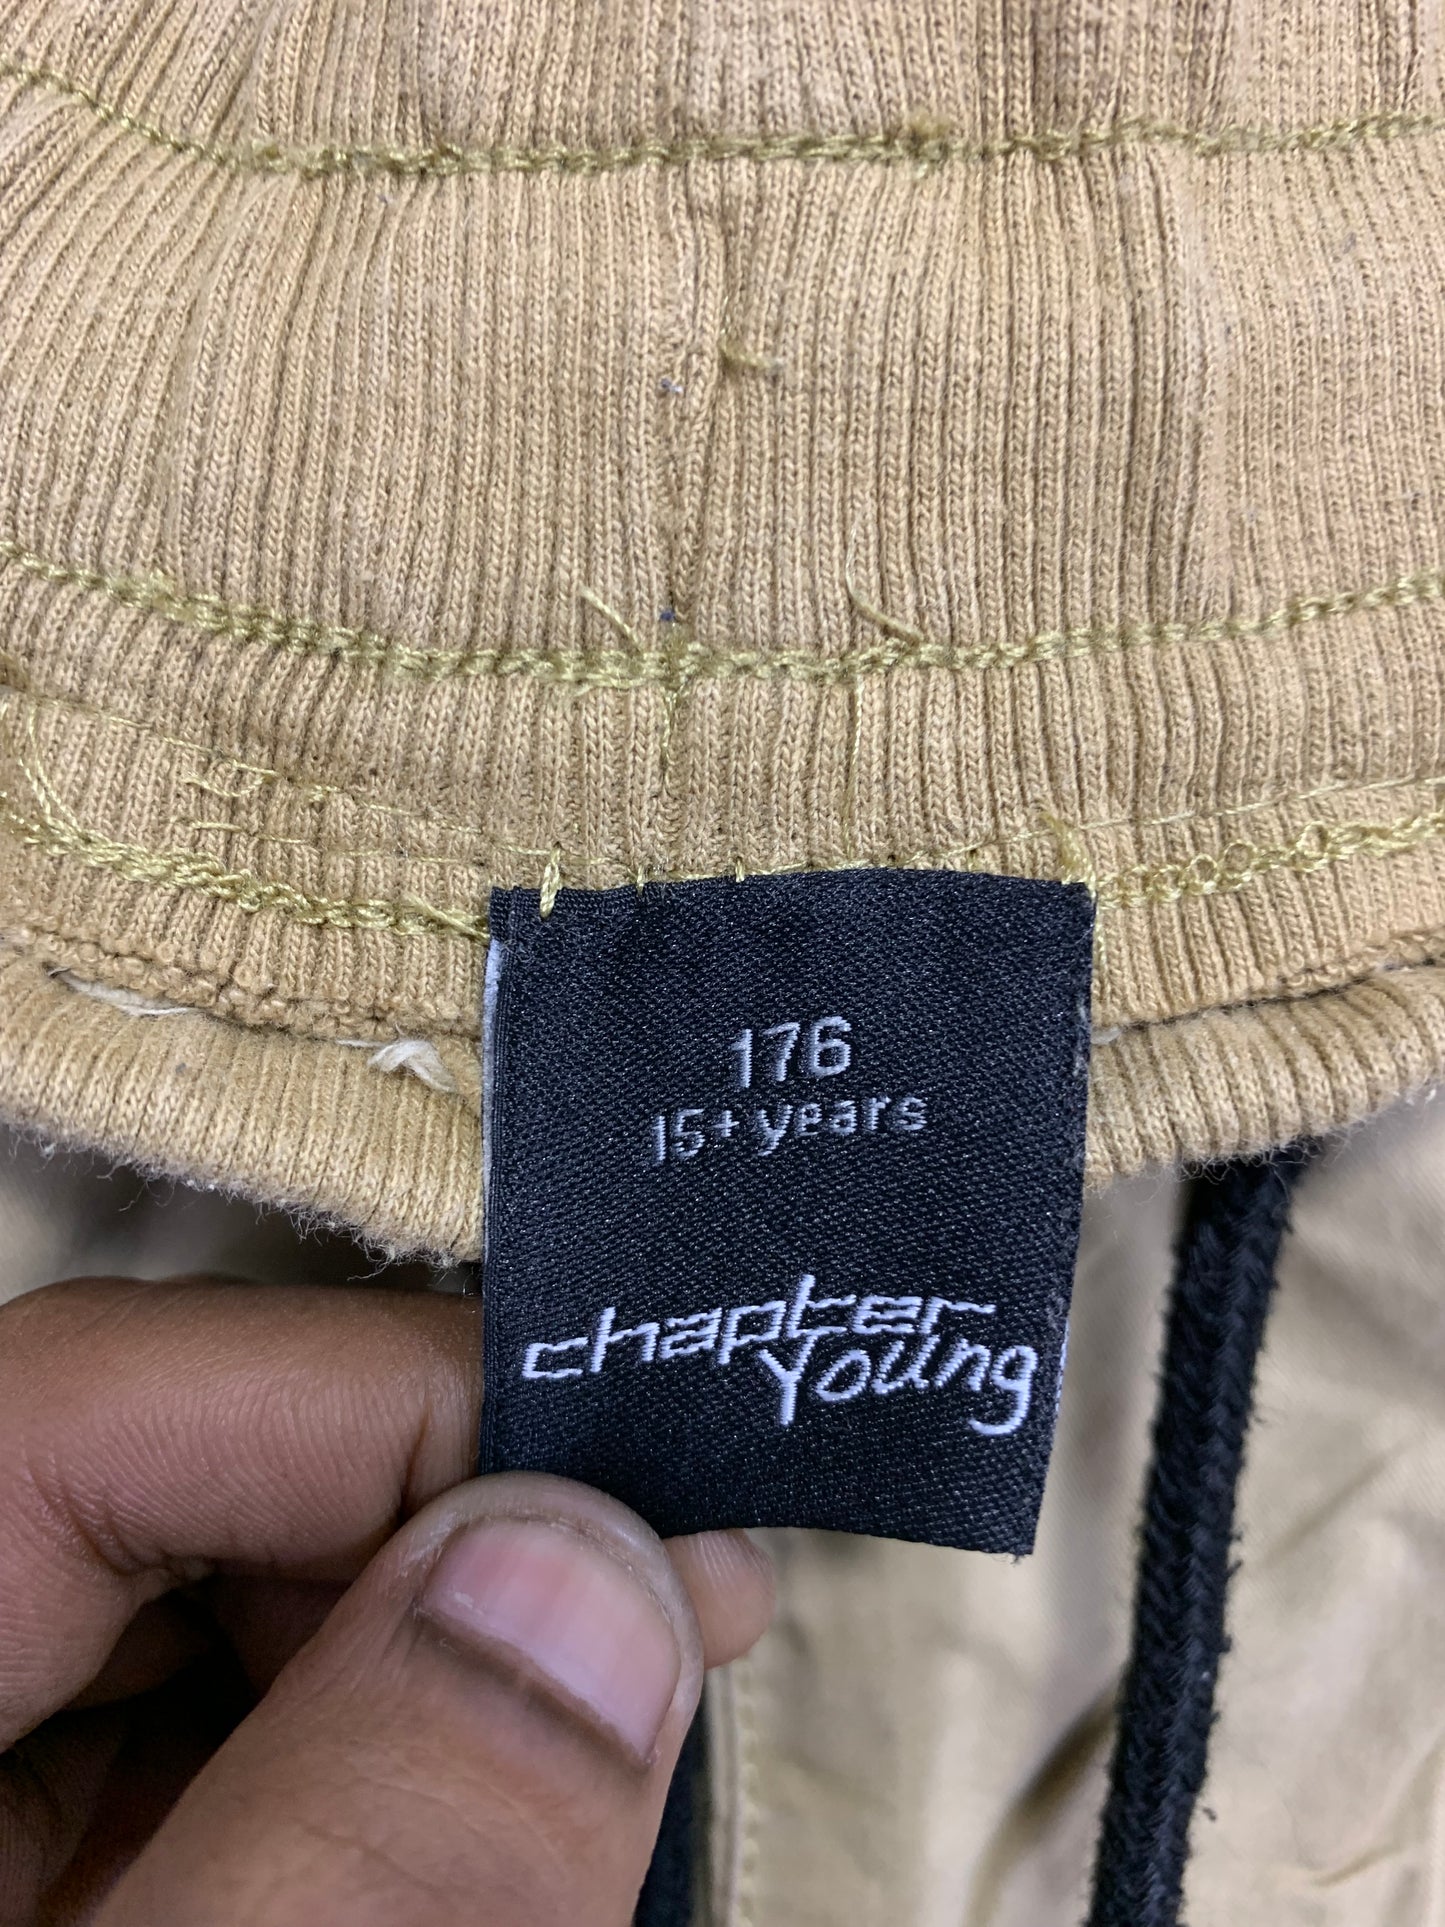 176
15+ years
chapter
young